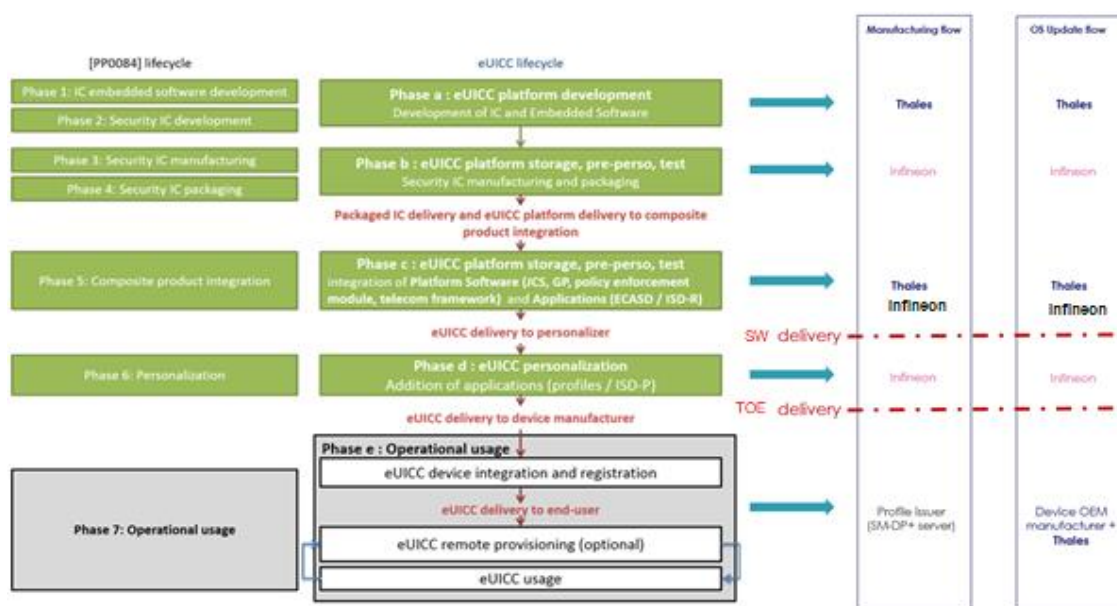 Manufacturing flow
OS Update flow
[PP0084] lifecycle
eUICC lifecycle
Phase 1: IC embedded software development
Phase 2: Security IC development
Phase a : eUICC platform development
Development of IC and Embedded Software
Thales
Thales
Phase 3: Security IC manufacturing
Phase 4: Security IC packaging
Phase b : eUICC platform storage, pre-perso, test
Security IC manufacturing and packaging
Infineon
Infineon
Packaged IC delivery and eUICC platform delivery to composite
product integration
Phase 5: Composite product integration
Phase c : eUICC platform storage, pre-perso, test
integration of Platform Software (JCS, GP, policy enforcement
module, telecom framework) and Applications (ECASD / ISD-R)
Thales
Infineon
Thales
Infineon
eUICC delivery to personalizer
SW delivery
Phase 6: Personalization
Phase d : eUICC personalization
Addition of applications (profiles / ISD-P)
Infineon
Infineon
TOE delivery
eUICC delivery to device manufacturer
Phase 7: Operational usage
Phase e : Operational usage
eUICC device integration and registration
eUICC delivery to end-user
eUICC remote provisioning (optional)
eUICC usage
Profile Issuer
(SM-DP+ server)
Device OEM
manufacturer +
Thales